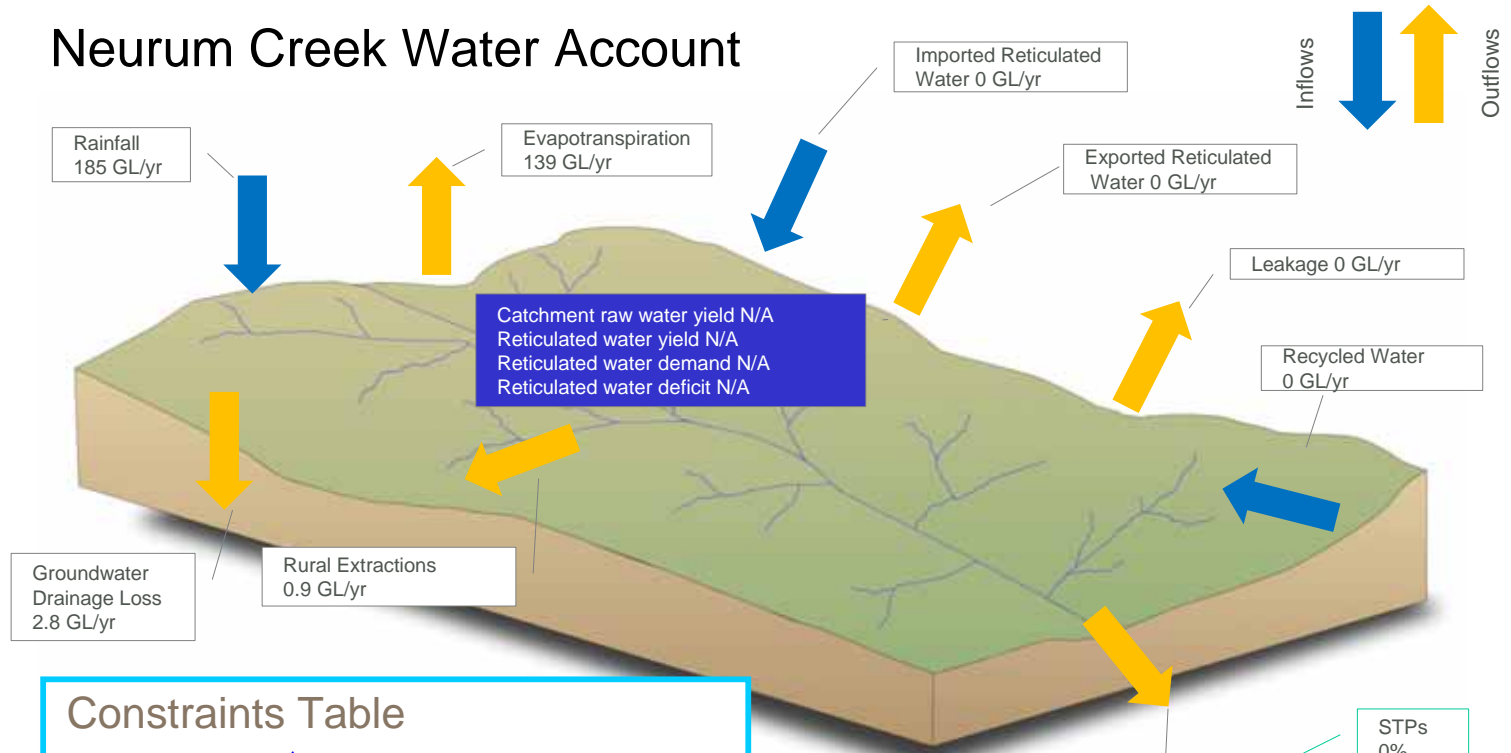 Neurum Creek Water Account
Imported Reticulated
Water 0 GL/yr
Inflows
Outflows
Rainfall
185 GL/yr
Evapotranspiration
139 GL/yr
Exported Reticulated
Water 0 GL/yr
Leakage 0 GL/yr
Catchment raw water yield N/A
Reticulated water yield N/A
Reticulated water demand N/A
Reticulated water deficit N/A
Recycled Water
0 GL/yr
Groundwater
Drainage Loss
2.8 GL/yr
Rural Extractions
0.9 GL/yr
Constraints Table
STPs
0%